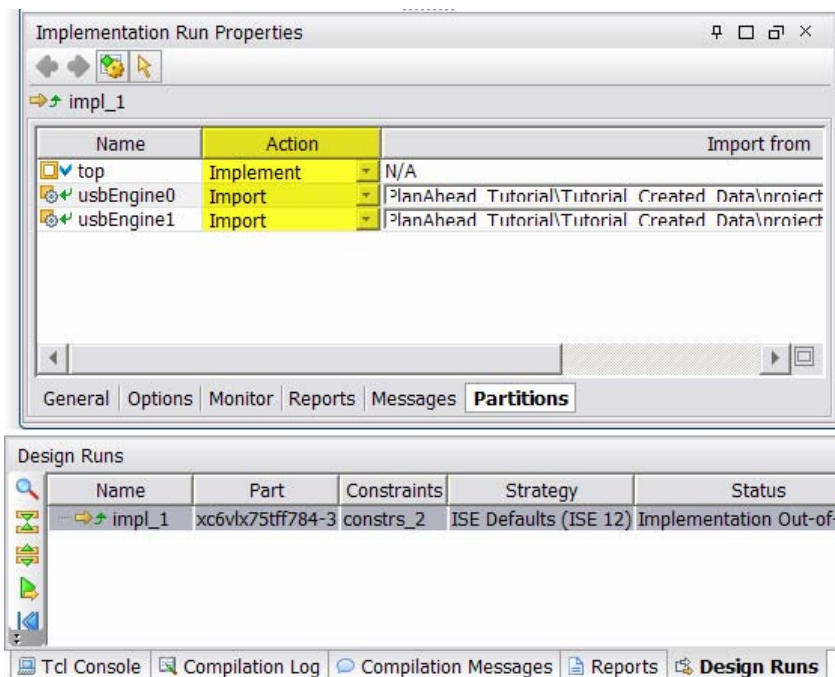 Implementation Run Properties
impl_1
Name Action Import from
top Implement N/A
usbEngine0 Import PlanAhead_Tutorial\Tutorial_Created_Data\project
usbEngine1 Import PlanAhead_Tutorial\Tutorial_Created_Data\project
General Options Monitor Reports Messages Partitions
Design Runs
Name Part Constraints Strategy Status
impl_1 xc6vlx75tff784-3 constrs_2 ISE Defaults (ISE 12) Implementation Out-of-
Tcl Console Compilation Log Compilation Messages Reports Design Runs